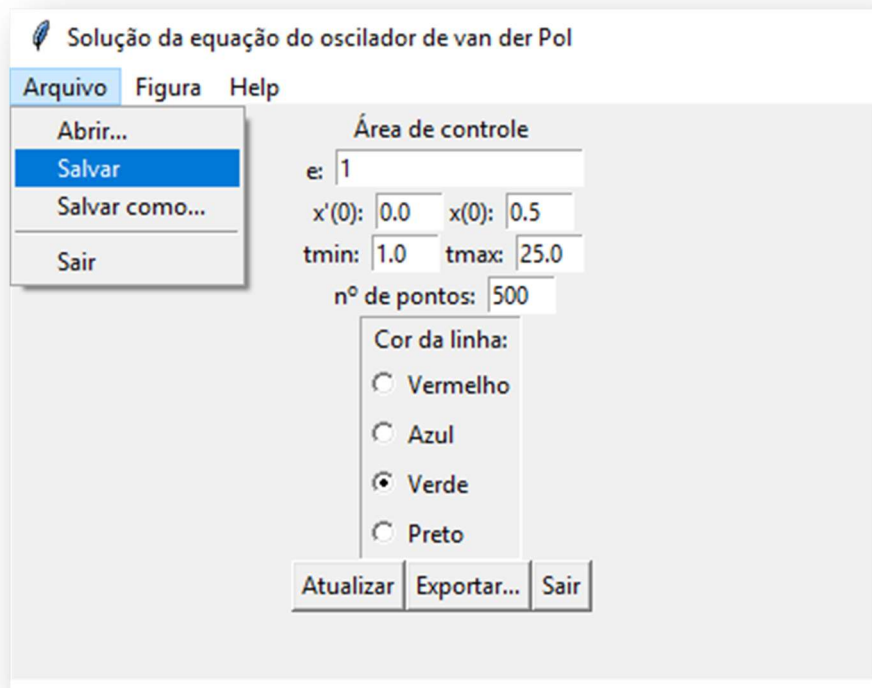 Solução da equação do oscilador de van der Pol
Arquivo Figura Help
Abrir...
Salvar
Salvar como...
Sair
Área de controle
e: 1
x'(0): 0.0 x(0): 0.5
tmin: 1.0 tmax: 25.0
nº de pontos: 500
Cor da linha:
Vermelho
Azul
Verde
Preto
Atualizar Exportar... Sair